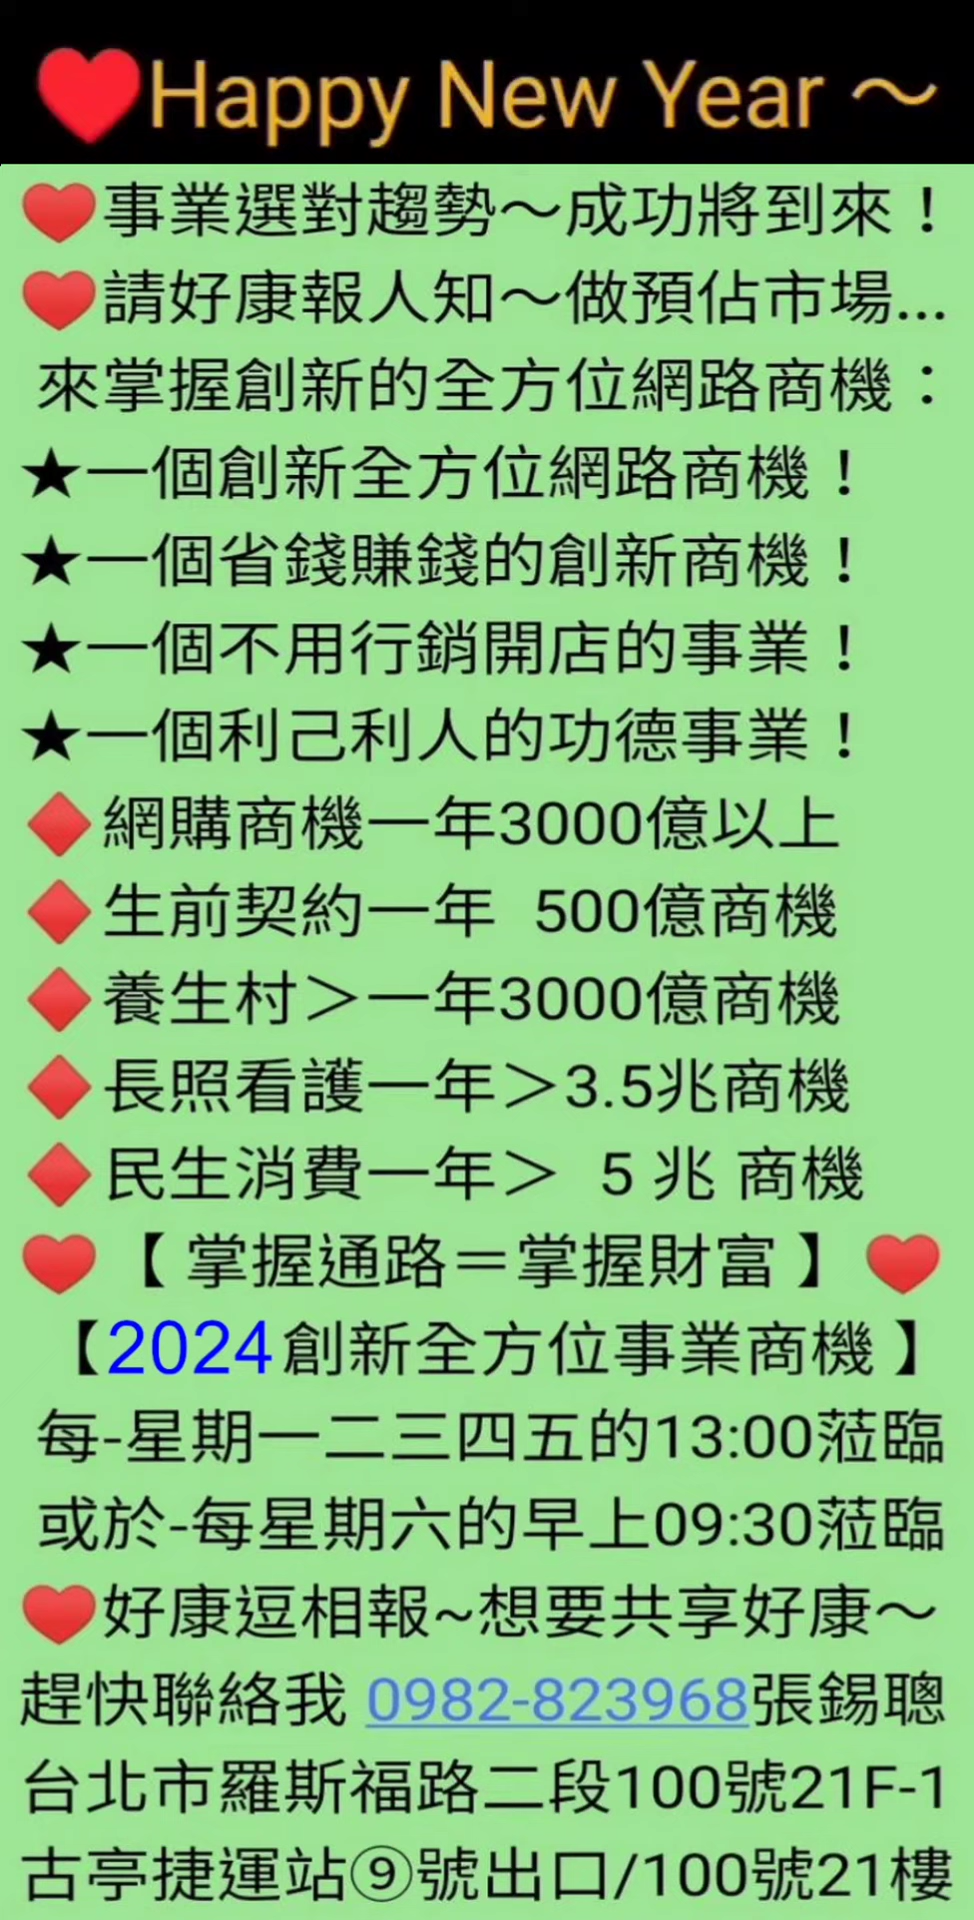 ❤️Happy New Year ～
❤️事業選對趨勢～成功將到來！
❤️請好康報人知～做預佔市場...
來掌握創新的全方位網路商機：
★一個創新全方位網路商機！
★一個省錢賺錢的創新商機！
★一個不用行銷開店的事業！
★一個利己利人的功德事業！
♦️網購商機一年3000億以上
♦️生前契約一年 500億商機
♦️養生村＞一年3000億商機
♦️長照看護一年＞3.5兆商機
♦️民生消費一年＞ 5 兆 商機
❤️【 掌握通路＝掌握財富 】❤️
【2024創新全方位事業商機 】
每-星期一二三四五的13:00蒞臨
或於-每星期六的早上09:30蒞臨
❤️好康逗相報~想要共享好康～
趕快聯絡我 0982-823968張錫聰
台北市羅斯福路二段100號21F-1
古亭捷運站⑨號出口/100號21樓